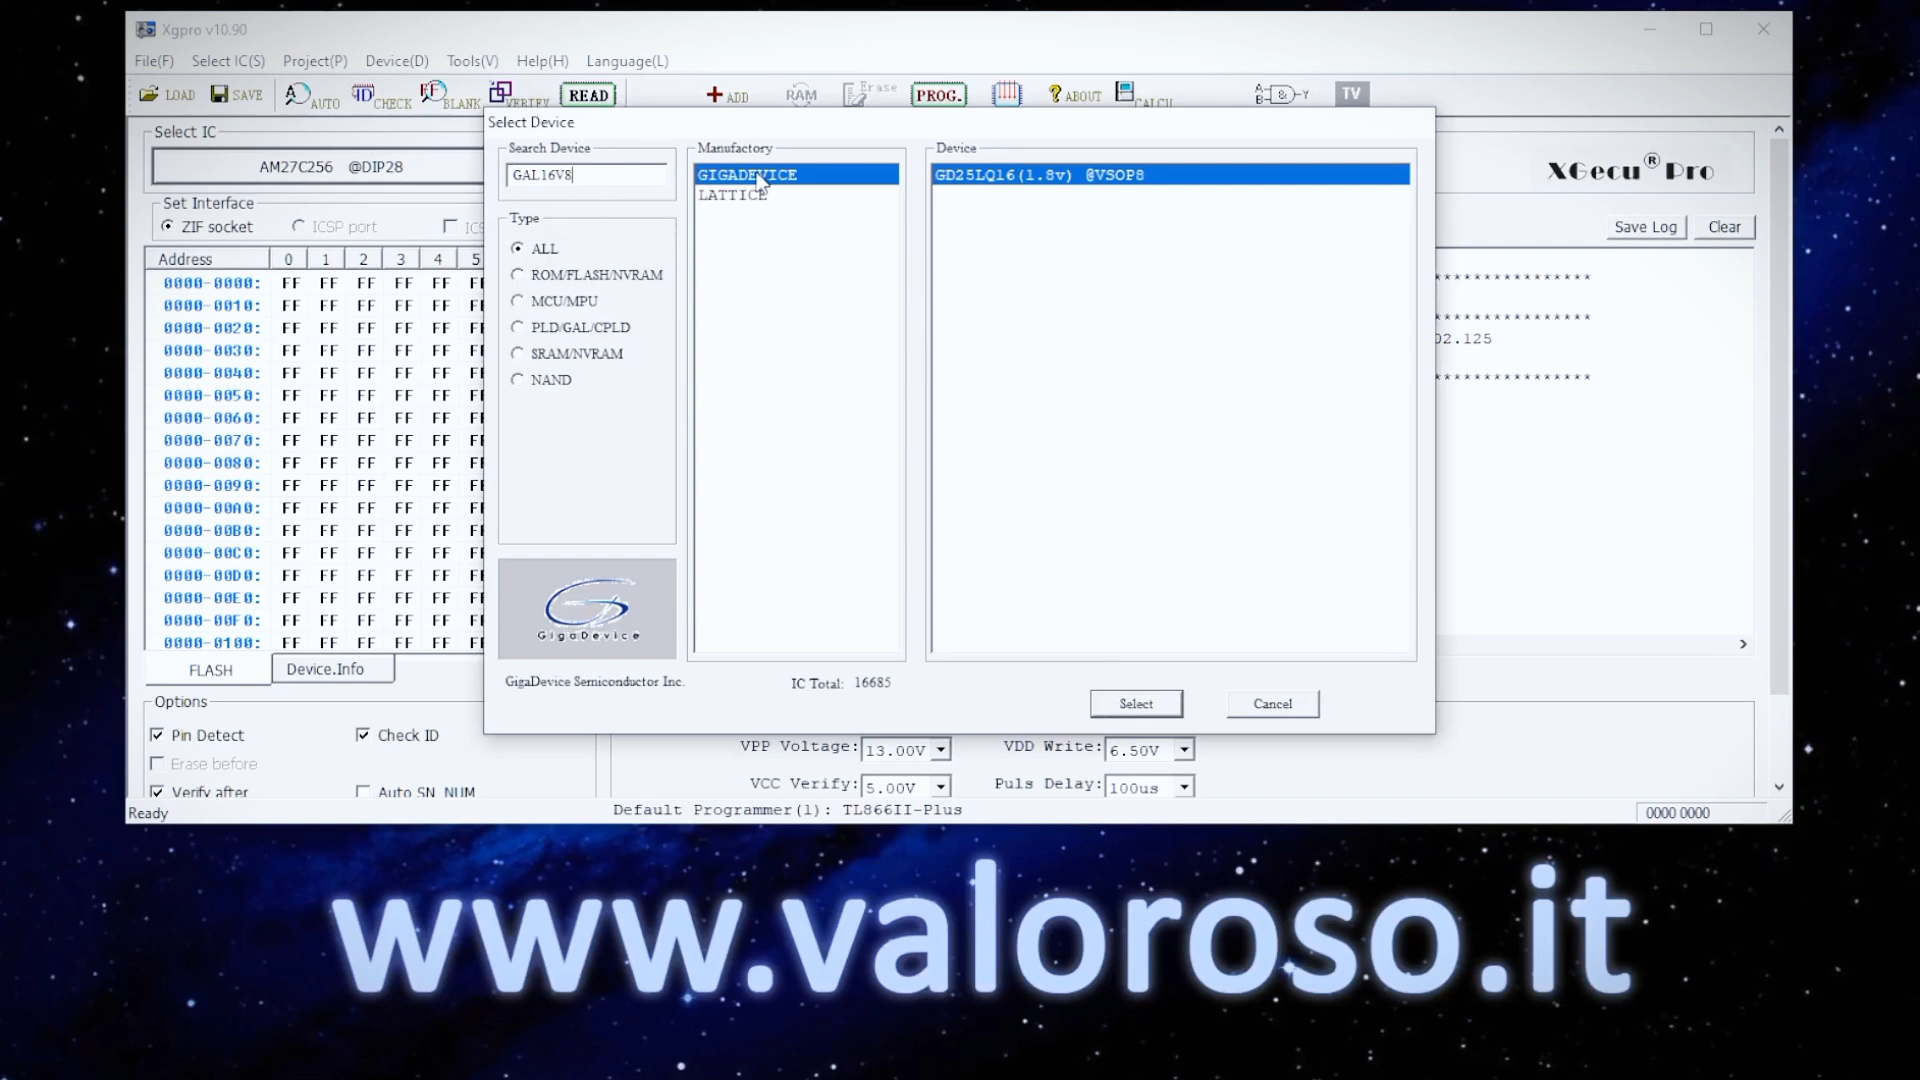 Xgpro v10.90
File(F) Select IC(S) Project(P) Device(D) Tools(V) Help(H) Language(L)
LOAD SAVE AUTO CHECK BLANK VERIFY READ ADD RAM Erase PROG. ABOUT CALCU A B & Y TV
Select Device
Select IC
AM27C256 @DIP28
Set Interface
ZIF socket ICSP port ICS
Address 0 1 2 3 4 5
0000-0000: FF FF FF FF FF FF
0000-0010: FF FF FF FF FF FF
0000-0020: FF FF FF FF FF FF
0000-0030: FF FF FF FF FF FF
0000-0040: FF FF FF FF FF FF
0000-0050: FF FF FF FF FF FF
0000-0060: FF FF FF FF FF FF
0000-0070: FF FF FF FF FF FF
0000-0080: FF FF FF FF FF FF
0000-0090: FF FF FF FF FF FF
0000-00A0: FF FF FF FF FF FF
0000-00B0: FF FF FF FF FF FF
0000-00C0: FF FF FF FF FF FF
0000-00D0: FF FF FF FF FF FF
0000-00E0: FF FF FF FF FF FF
0000-00F0: FF FF FF FF FF FF
0000-0100: FF FF FF FF FF FF
FLASH Device.Info
Search Device
GAL16V8
Type
ALL
ROM/FLASH/NVRAM
MCU/MPU
PLD/GAL/CPLD
SRAM/NVRAM
NAND
GigaDevice
GigaDevice Semiconductor Inc.
Manufactory
GIGADEVICE
LATTICE
Device
GD25LQ16(1.8v) @VSOP8
IC Total: 16685
Select Cancel
XGecu® Pro
Save Log Clear
****************
****************
02.125
****************
Options
Pin Detect Check ID
Erase before
Verify after Auto SN_NUM
VPP Voltage: 13.00V VDD Write: 6.50V
VCC Verify: 5.00V Puls Delay: 100us
Ready Default Programmer(1): TL866II-Plus 0000 0000
www.valoroso.it